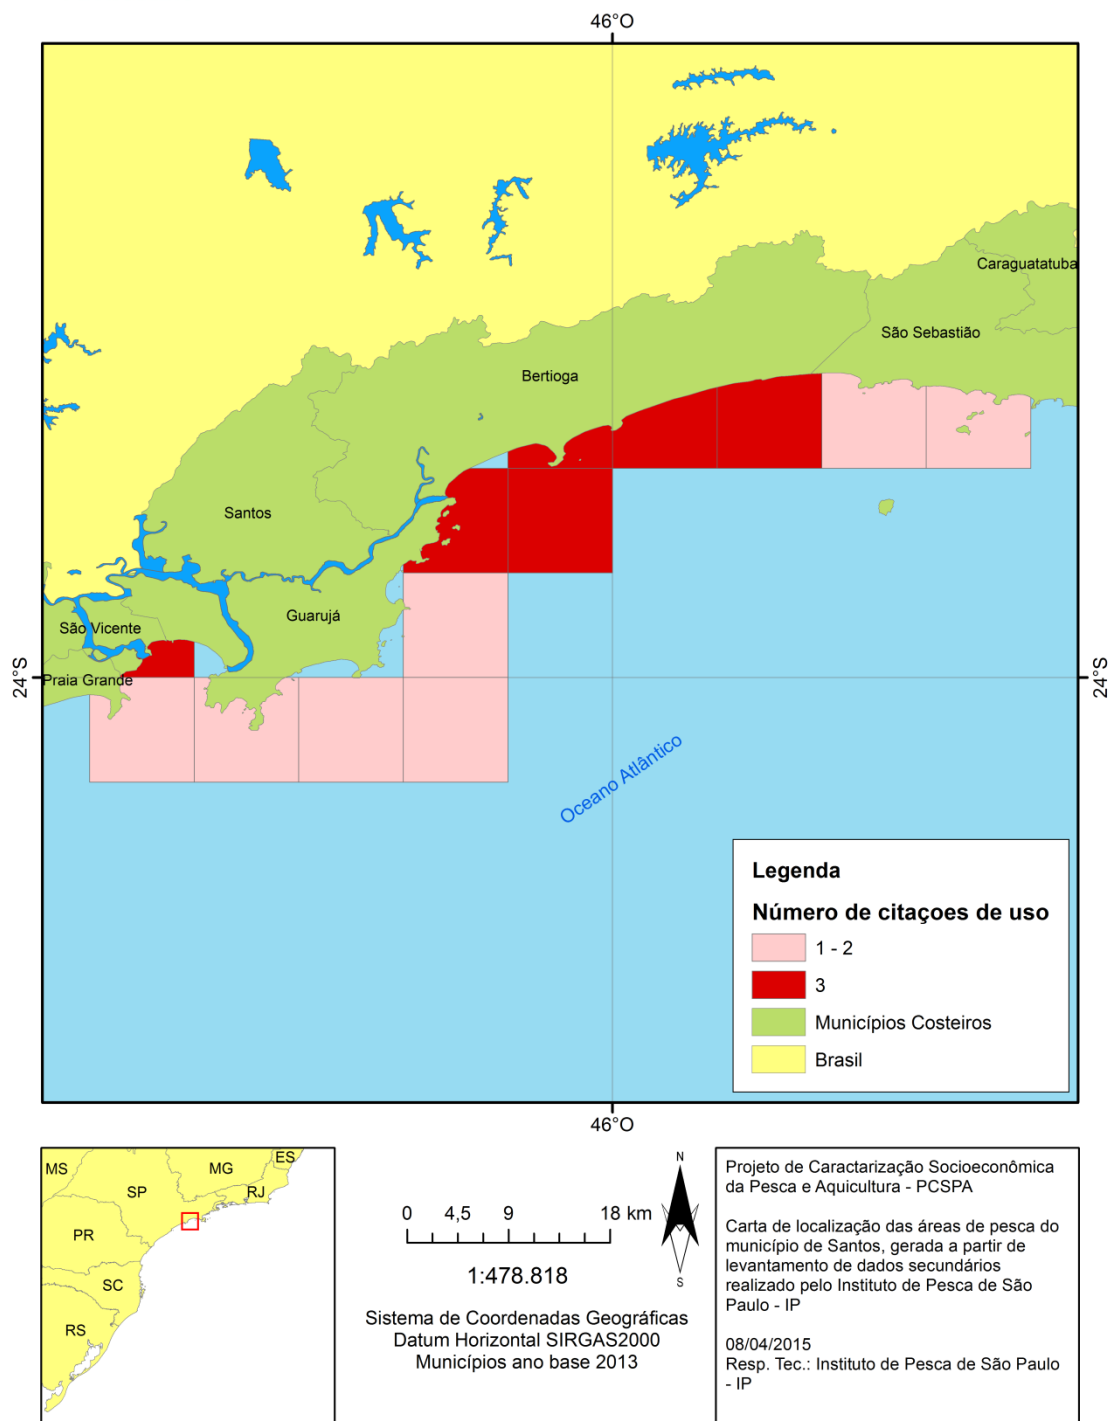 46°O
Caraguatatuba
São Sebastião
Bertioga
Santos
Guarujá
São Vicente
Praia Grande
24°S
24°S
Oceano Atlântico
Legenda
Número de citaçoes de uso
1 - 2
3
Municípios Costeiros
Brasil
46°O
MS
MG
ES
SP
RJ
PR
SC
RS
0 4,5 9 18 km
1:478.818
Sistema de Coordenadas Geográficas
Datum Horizontal SIRGAS2000
Municípios ano base 2013
N
S
Projeto de Caractarização Socioeconômica
da Pesca e Aquicultura - PCSPA
Carta de localização das áreas de pesca do
município de Santos, gerada a partir de
levantamento de dados secundários
realizado pelo Instituto de Pesca de São
Paulo - IP
08/04/2015
Resp. Tec.: Instituto de Pesca de São Paulo
- IP